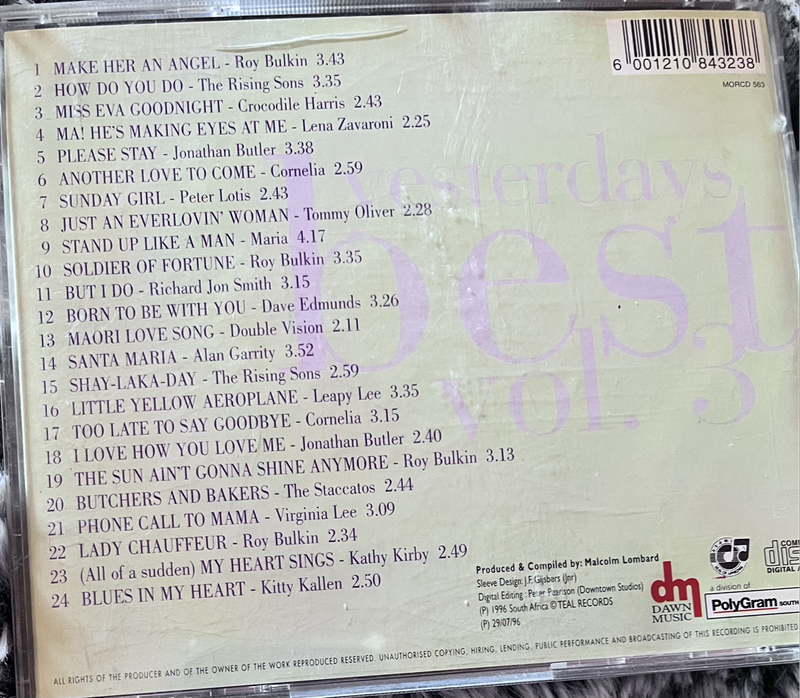 1 MAKE HER AN ANGEL - Roy Bulkin 3.43
2 HOW DO YOU DO - The Rising Sons 3.35
3 MISS EVA GOODNIGHT - Crocodile Harris 2.43
4 MA! HE'S MAKING EYES AT ME - Lena Zavaroni 2.25
5 PLEASE STAY - Jonathan Butler 3.38
6 ANOTHER LOVE TO COME - Cornelia 2.59
7 SUNDAY GIRL - Peter Lotis 2.43
8 JUST AN EVERLOVIN' WOMAN - Tommy Oliver 2.28
9 STAND UP LIKE A MAN - Maria 4.17
10 SOLDIER OF FORTUNE - Roy Bulkin 3.35
11 BUT I DO - Richard Jon Smith 3.15
12 BORN TO BE WITH YOU - Dave Edmunds 3.26
13 MAORI LOVE SONG - Double Vision 2.11
14 SANTA MARIA - Alan Garrity 3.52
15 SHAY-LAKA-DAY - The Rising Sons 2.59
16 LITTLE YELLOW AEROPLANE - Leapy Lee 3.35
17 TOO LATE TO SAY GOODBYE - Cornelia 3.15
18 I LOVE HOW YOU LOVE ME - Jonathan Butler 2.40
19 THE SUN AIN'T GONNA SHINE ANYMORE - Roy Bulkin 3.13
20 BUTCHERS AND BAKERS - The Staccatos 2.44
21 PHONE CALL TO MAMA - Virginia Lee 3.09
22 LADY CHAUFFEUR - Roy Bulkin 2.34
23 (All of a sudden) MY HEART SINGS - Kathy Kirby 2.49
24 BLUES IN MY HEART - Kitty Kallen 2.50
6 001210 843238
MORCD 563
yesterdays
best
vol. 3
Produced & Compiled by: Malcolm Lombard
Sleeve Design: J.F. Gijsbers (Jnr)
Digital Editing: Peter Pearson (Downtown Studios)
(P) 1996 South Africa © TEAL RECORDS
(P) 29/07/96
dm
DAWN
MUSIC
a division of
PolyGram SOUTH
COM
dis
DIGITAL A
ALL RIGHTS OF THE PRODUCER AND OF THE OWNER OF THE WORK REPRODUCED RESERVED. UNAUTHORISED COPYING, HIRING, LENDING, PUBLIC PERFORMANCE AND BROADCASTING OF THIS RECORDING IS PROHIBITED